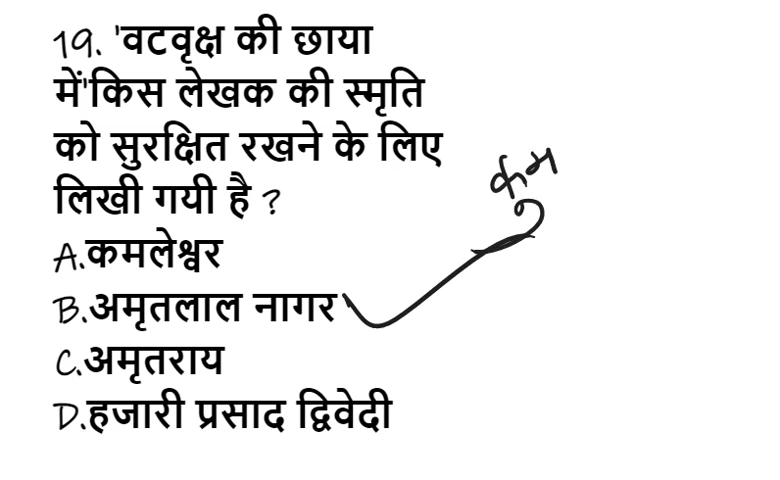 19. 'वटवृक्ष की छाया
में'किस लेखक की स्मृति
को सुरक्षित रखने के लिए
लिखी गयी है ?
A.कमलेश्वर
B.अमृतलाल नागर
C.अमृतराय
D.हजारी प्रसाद द्विवेदी